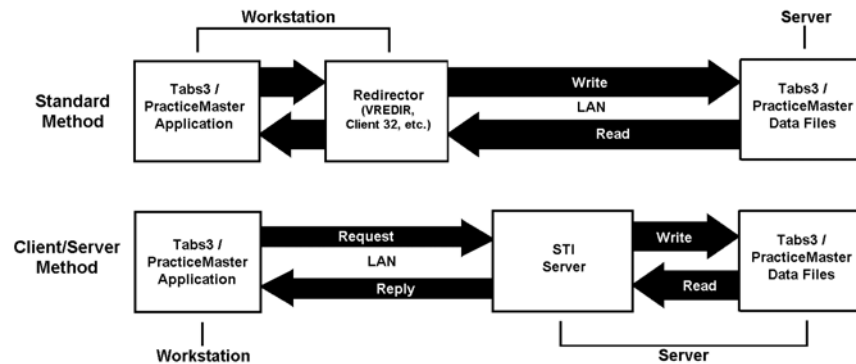 Workstation
Server
Standard
Method
Tabs3 /
PracticeMaster
Application
Redirector
(VREDIR,
Client 32, etc.)
Write
LAN
Read
Tabs3 /
PracticeMaster
Data Files
Client/Server
Method
Tabs3 /
PracticeMaster
Application
Request
LAN
Reply
STI
Server
Write
Read
Tabs3 /
PracticeMaster
Data Files
Workstation
Server